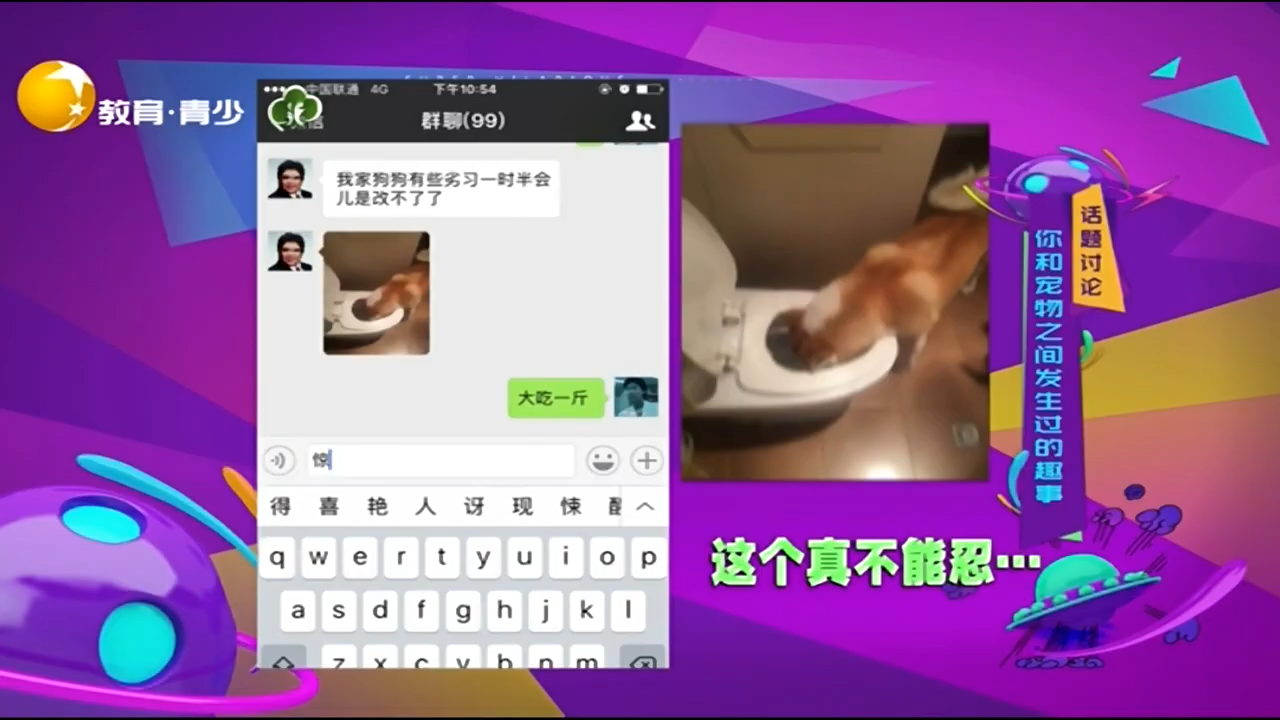 教育·青少
中国联通 4G 下午10:54
群聊(99)
我家狗狗有些劣习一时半会
儿是改不了了
大吃一斤
惊
得 喜 艳 人 讶 现 悚 醒
q w e r t y u i o p
a s d f g h j k l
z x c v b n m
话题讨论
你和宠物之间发生过的趣事
这个真不能忍…